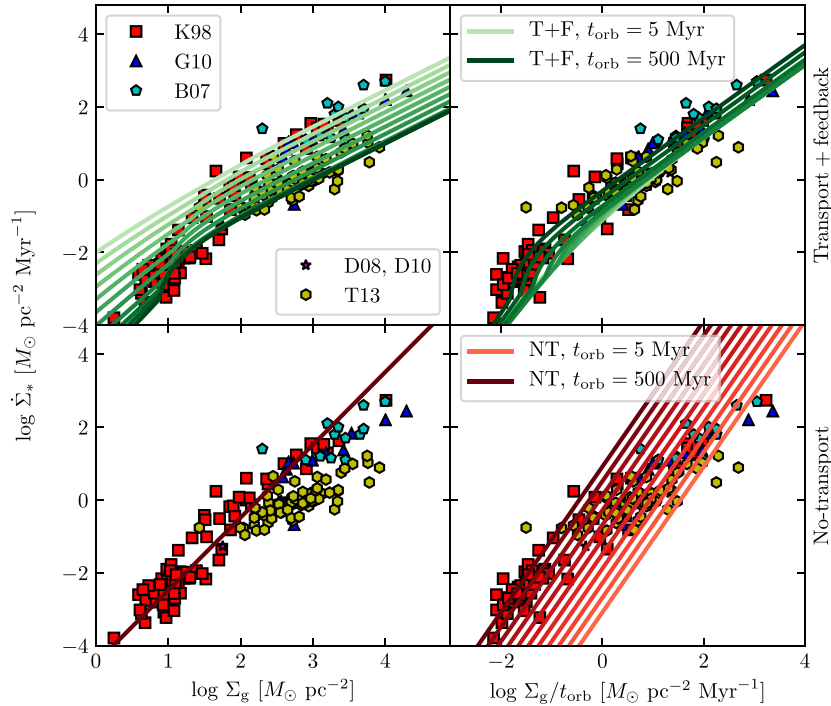 4
2
0
−2
−4
K98
G10
B07
D08, D10
T13
T+F, t_orb = 5 Myr
T+F, t_orb = 500 Myr
Transport + feedback
4
2
0
−2
−4
NT, t_orb = 5 Myr
NT, t_orb = 500 Myr
No-transport
log Σ̇_* [M_⊙ pc^−2 Myr^−1]
0 1 2 3 4
−2 0 2 4
log Σ_g [M_⊙ pc^−2]
log Σ_g/t_orb [M_⊙ pc^−2 Myr^−1]